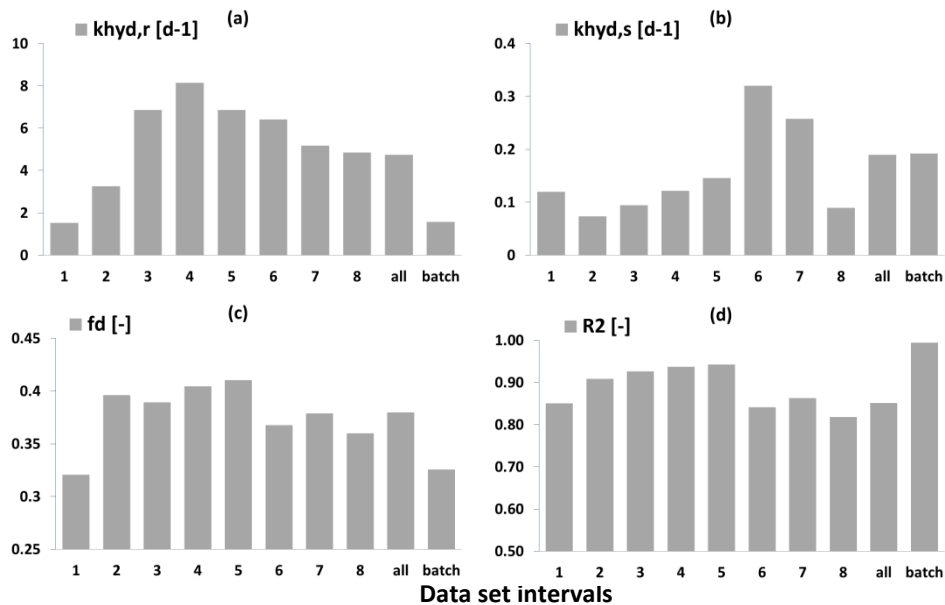 (a)
khyd,r [d-1]
10
8
6
4
2
0
1 2 3 4 5 6 7 8 all batch
(b)
khyd,s [d-1]
0.4
0.3
0.2
0.1
0
1 2 3 4 5 6 7 8 all batch
(c)
fd [-]
0.45
0.4
0.35
0.3
0.25
1 2 3 4 5 6 7 8 all batch
(d)
R2 [-]
1.00
0.90
0.80
0.70
0.60
0.50
1 2 3 4 5 6 7 8 all batch
Data set intervals